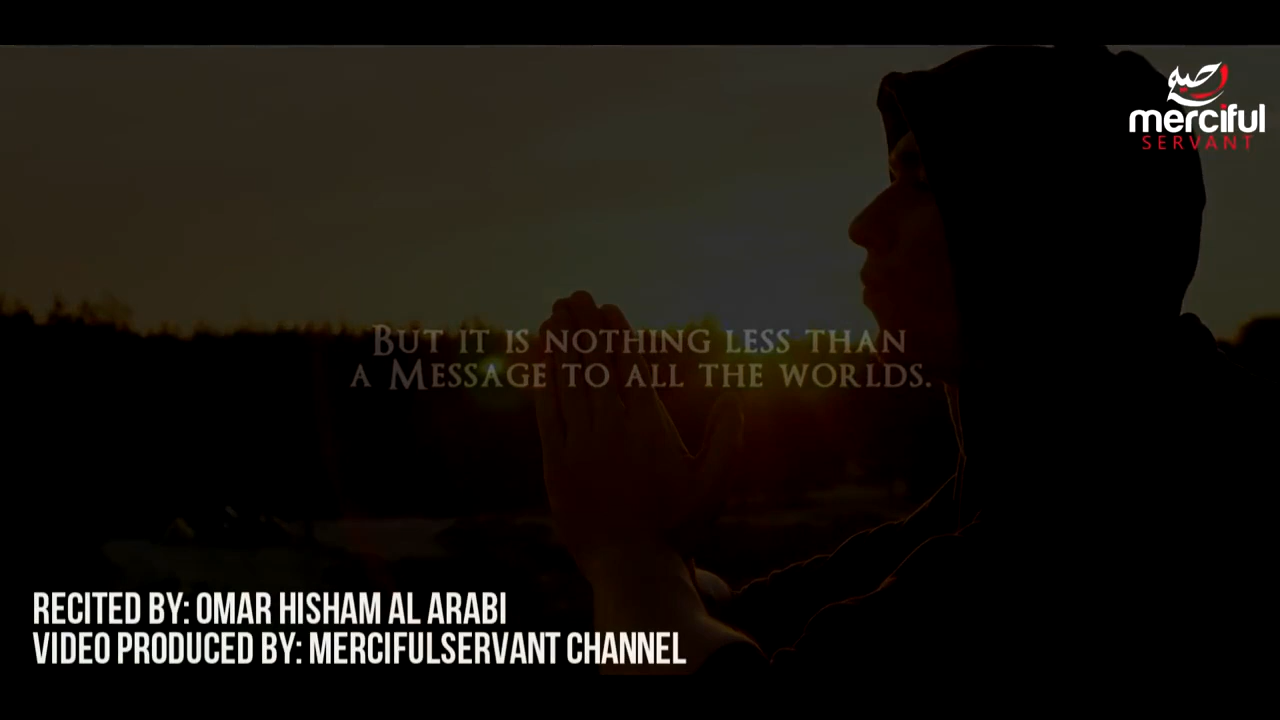 merciful
SERVANT
BUT IT IS NOTHING LESS THAN
A MESSAGE TO ALL THE WORLDS.
RECITED BY: OMAR HISHAM AL ARABI
VIDEO PRODUCED BY: MERCIFULSERVANT CHANNEL